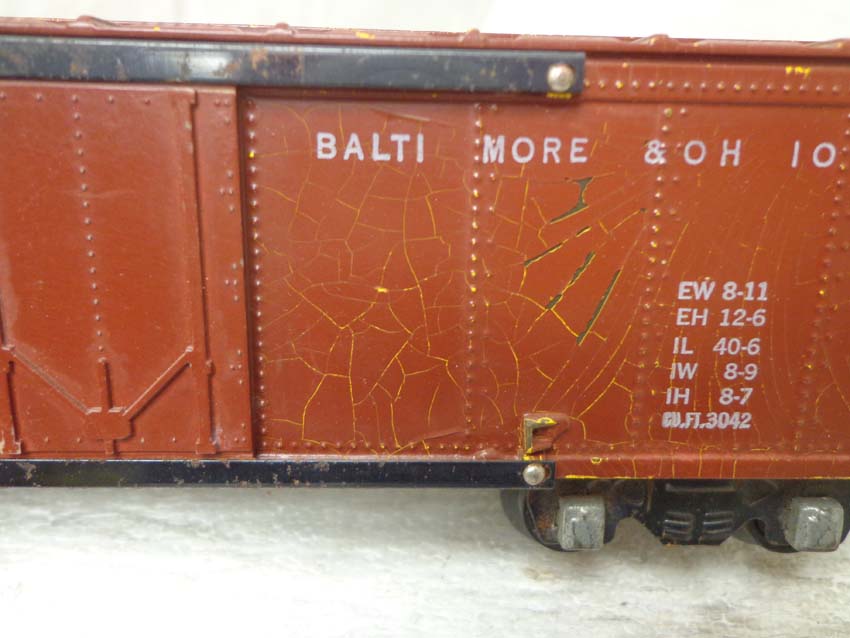 BALTI MORE & OH IO
EW 8-11
EH 12-6
IL 40-6
IW 8-9
IH 8-7
CU.FT.3042